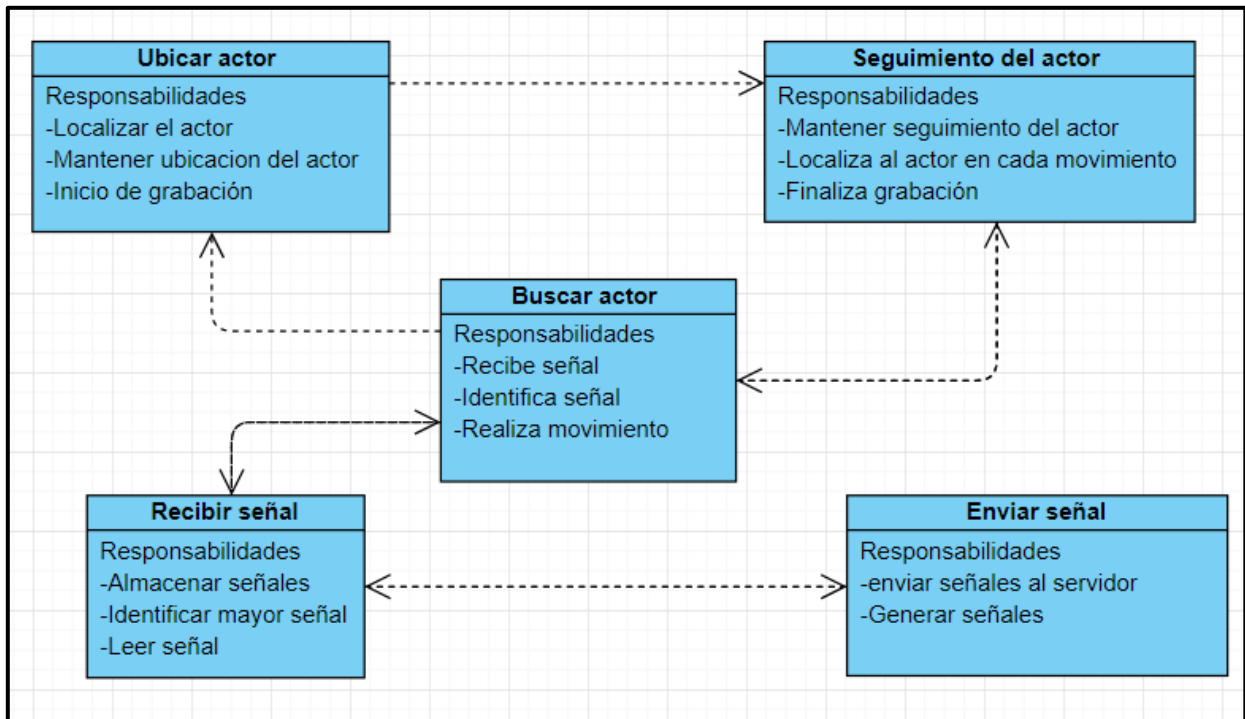 Ubicar actor
Responsabilidades
-Localizar el actor
-Mantener ubicacion del actor
-Inicio de grabación
Seguimiento del actor
Responsabilidades
-Mantener seguimiento del actor
-Localiza al actor en cada movimiento
-Finaliza grabación
Buscar actor
Responsabilidades
-Recibe señal
-Identifica señal
-Realiza movimiento
Recibir señal
Responsabilidades
-Almacenar señales
-Identificar mayor señal
-Leer señal
Enviar señal
Responsabilidades
-enviar señales al servidor
-Generar señales